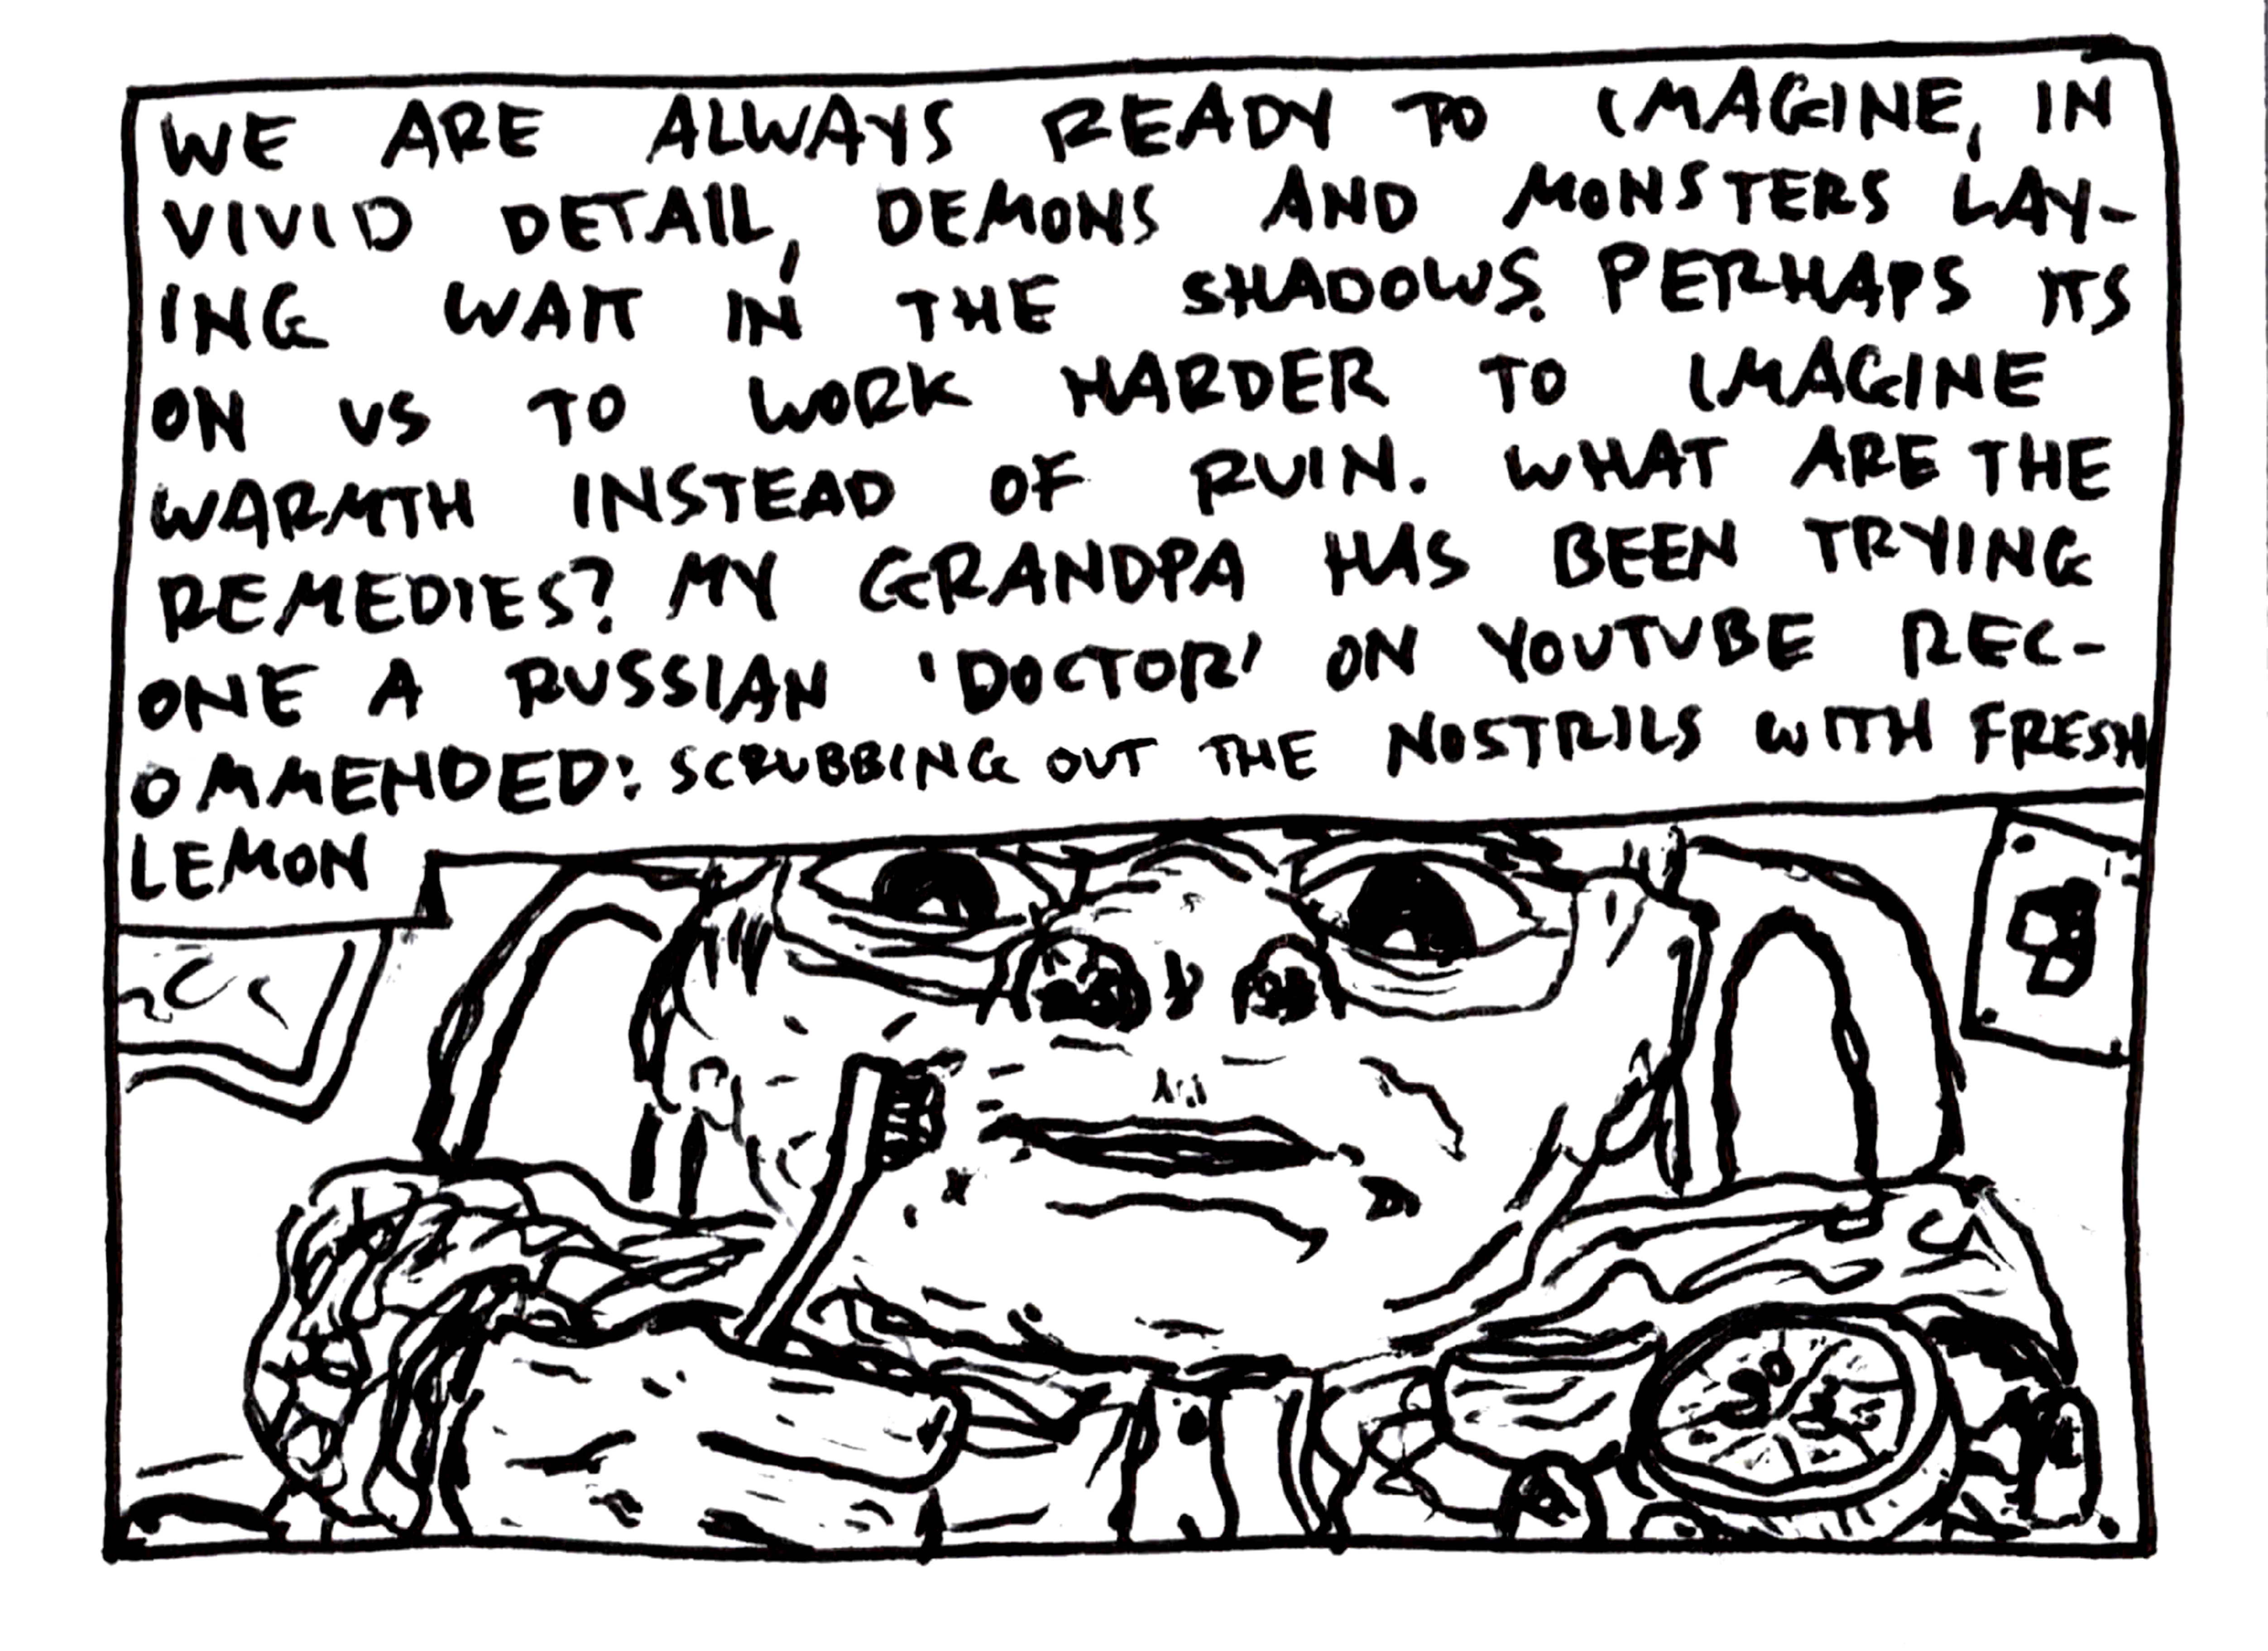 WE ARE ALWAYS READY TO IMAGINE, IN
VIVID DETAIL, DEMONS AND MONSTERS LAY-
ING WAIT IN THE SHADOWS. PERHAPS ITS
ON US TO WORK HARDER TO IMAGINE
WARMTH INSTEAD OF RUIN. WHAT ARE THE
REMEDIES? MY GRANDPA HAS BEEN TRYING
ONE A RUSSIAN 'DOCTOR' ON YOUTUBE REC-
OMMENDED: SCRUBBING OUT THE NOSTRILS WITH FRESH
LEMON